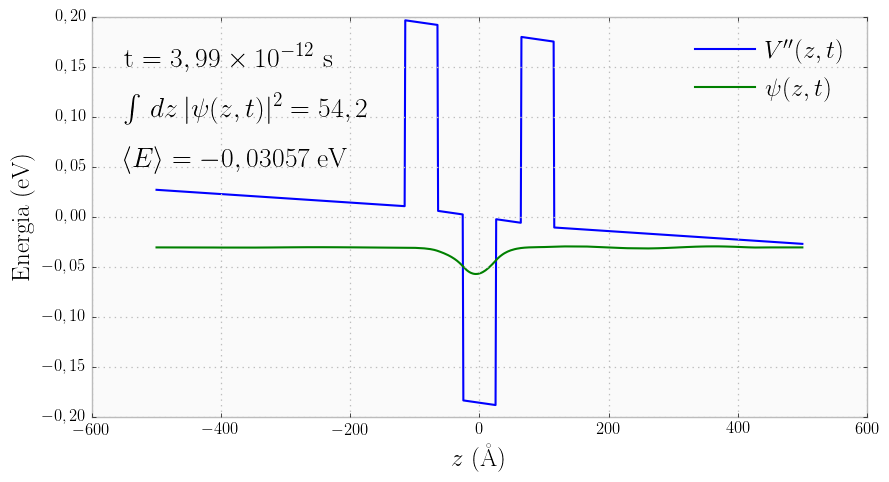 t = 3,99 × 10⁻¹² s
∫ dz |ψ(z, t)|² = 54,2
⟨E⟩ = −0,03057 eV
V″(z, t)
ψ(z, t)
Energia (eV)
0,20
0,15
0,10
0,05
0,00
−0,05
−0,10
−0,15
−0,20
−600
−400
−200
0
200
400
600
z (Å)